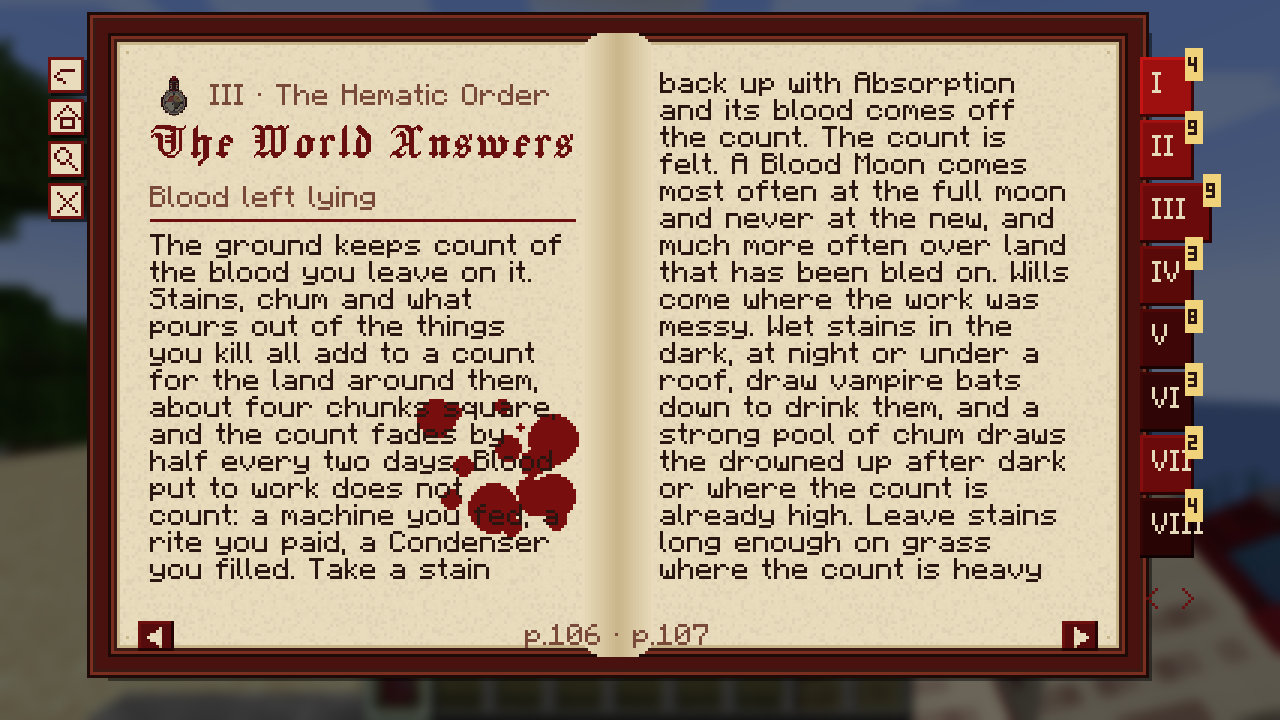 III · The Hematic Order
The World Answers
Blood left lying
The ground keeps count of
the blood you leave on it.
Stains, chum and what
pours out of the things
you kill all add to a count
for the land around them,
about four chunks square,
and the count fades by
half every two days. Blood
put to work does not
count: a machine you fed, a
rite you paid, a Condenser
you filled. Take a stain
back up with Absorption
and its blood comes off
the count. The count is
felt. A Blood Moon comes
most often at the full moon
and never at the new, and
much more often over land
that has been bled on. Wills
come where the work was
messy. Wet stains in the
dark, at night or under a
roof, draw vampire bats
down to drink them, and a
strong pool of chum draws
the drowned up after dark
or where the count is
already high. Leave stains
long enough on grass
where the count is heavy
p.106 · p.107
I 4
II 9
III 9
IV 3
V 8
VI 3
VII 2
VIII 4
< >